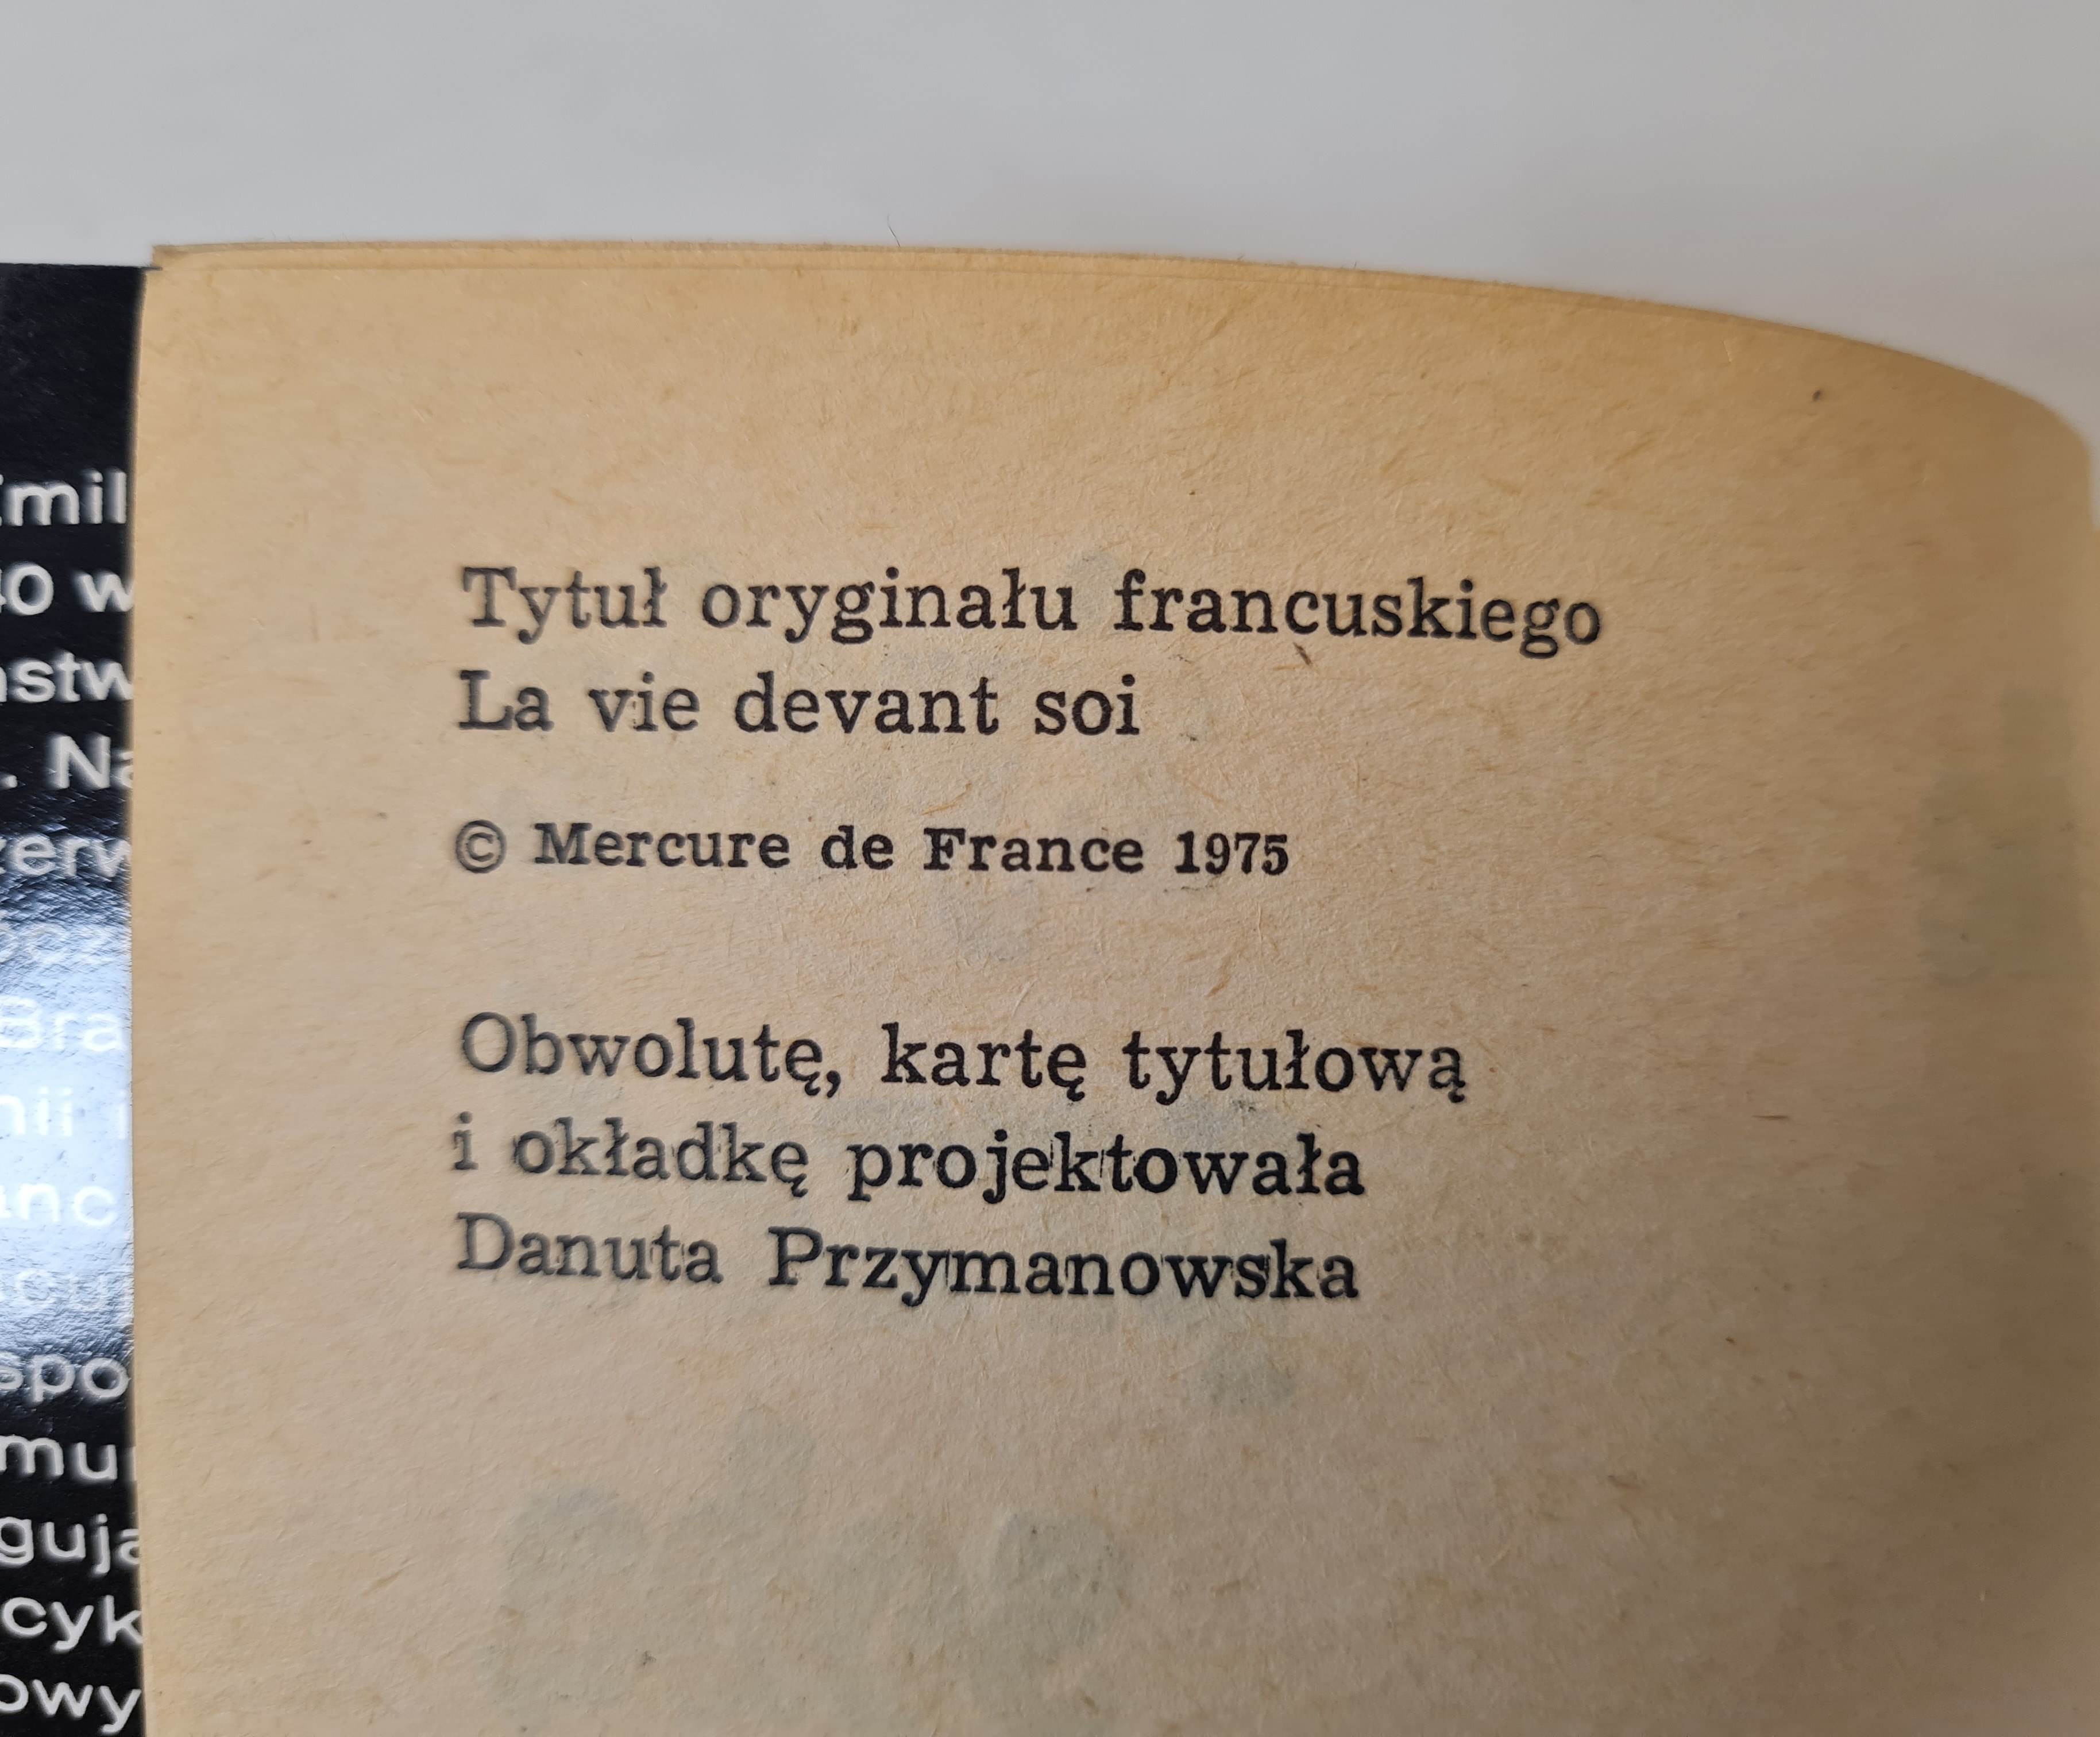 Tytuł oryginału francuskiego
La vie devant soi
© Mercure de France 1975
Obwolutę, kartę tytułową
i okładkę projektowała
Danuta Przymanowska